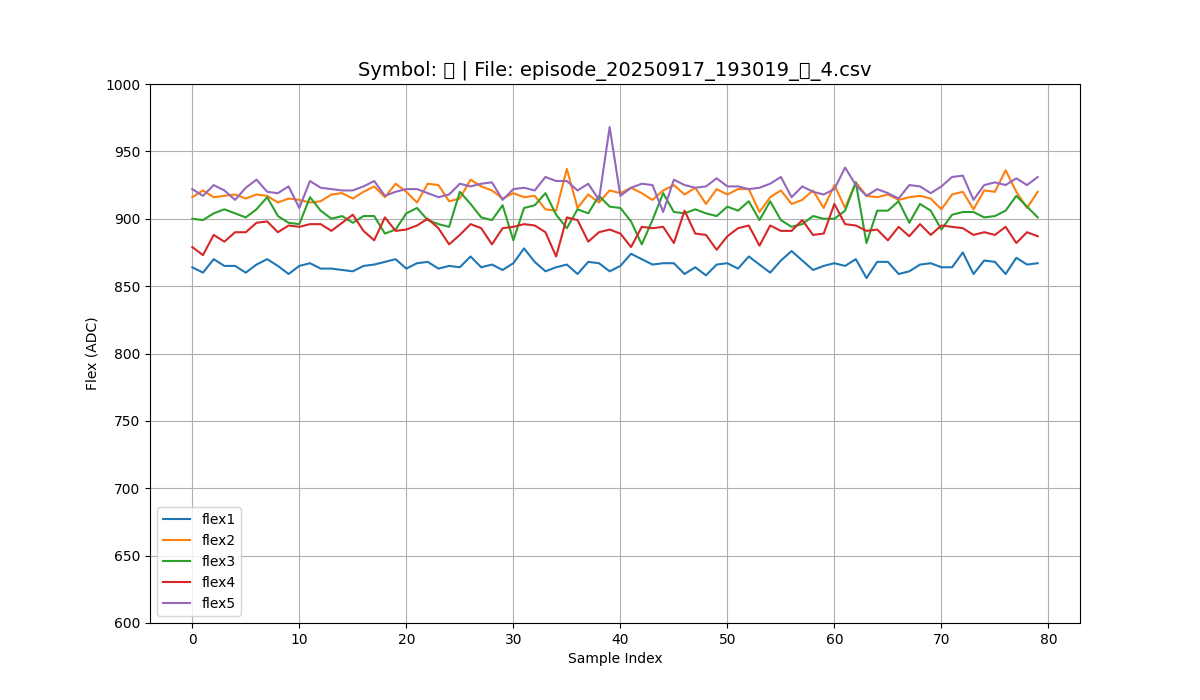 Symbol: | File: episode_20250917_193019_ _4.csv
1000
950
900
850
800
750
700
650
600
Flex (ADC)
flex1
flex2
flex3
flex4
flex5
0 10 20 30 40 50 60 70 80
Sample Index